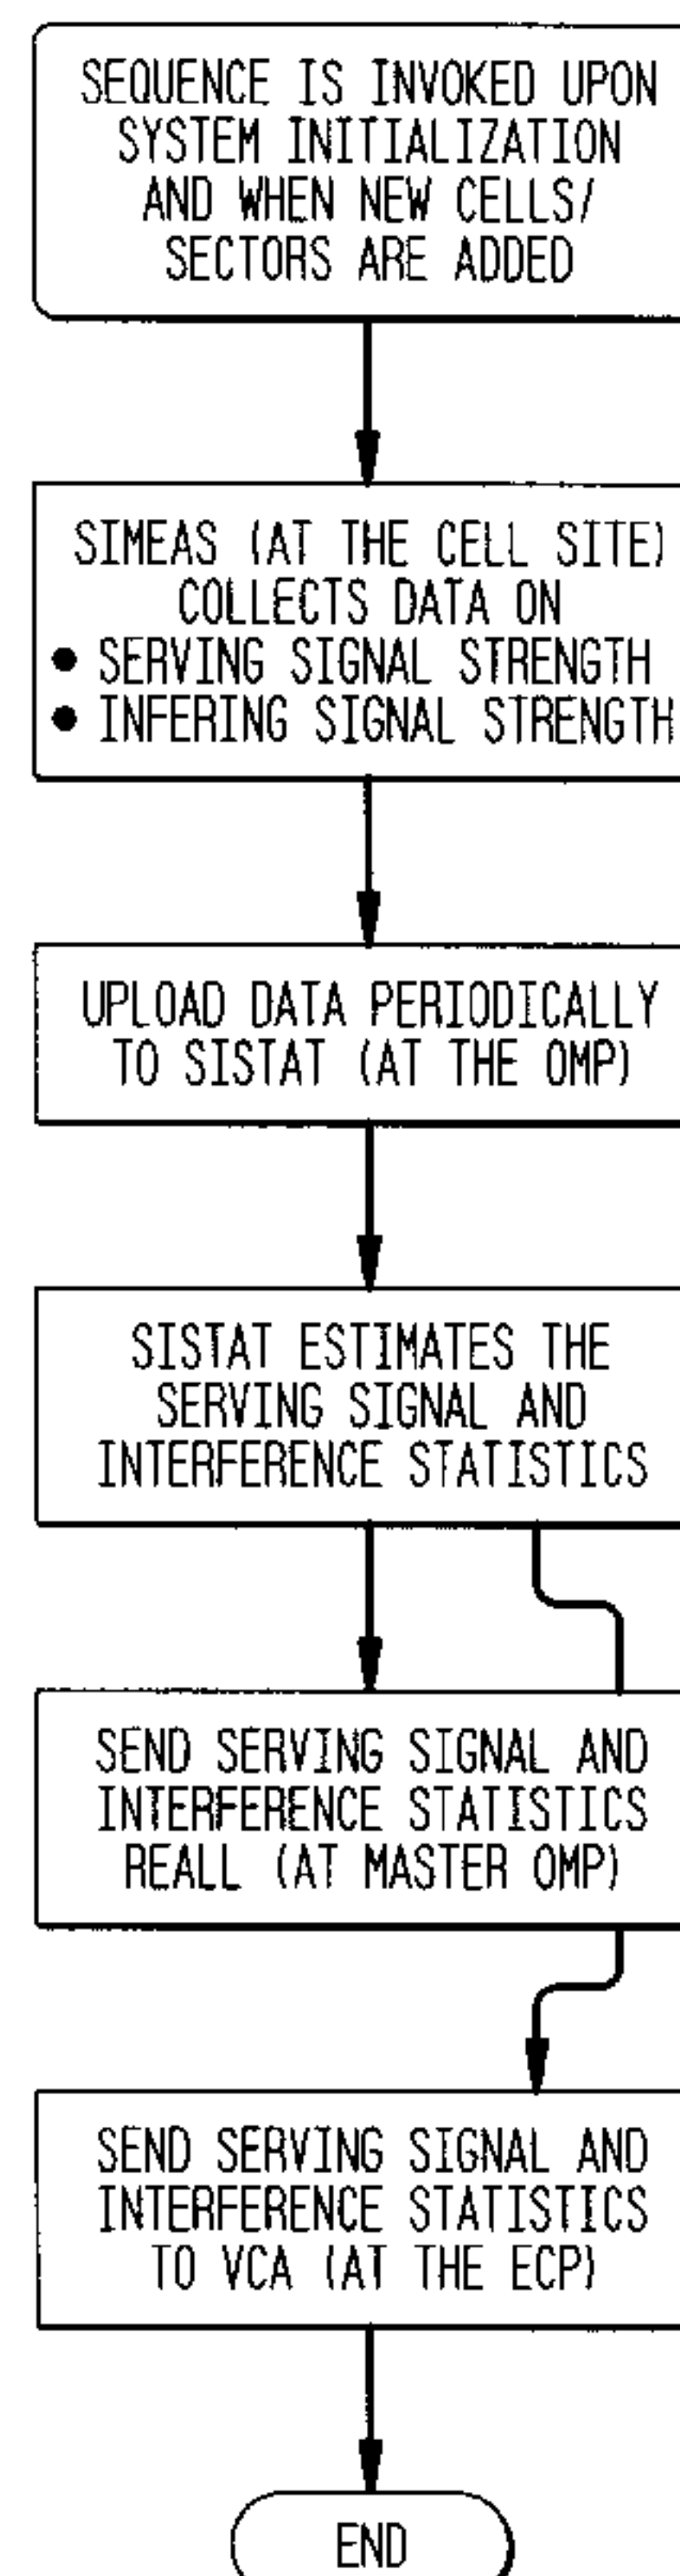 SEQUENCE IS INVOKED UPON
SYSTEM INITIALIZATION
AND WHEN NEW CELLS/
SECTORS ARE ADDED
SIMEAS (AT THE CELL SITE)
COLLECTS DATA ON
● SERVING SIGNAL STRENGTH
● INFERING SIGNAL STRENGTH
UPLOAD DATA PERIODICALLY
TO SISTAT (AT THE OMP)
SISTAT ESTIMATES THE
SERVING SIGNAL AND
INTERFERENCE STATISTICS
SEND SERVING SIGNAL AND
INTERFERENCE STATISTICS
REALL (AT MASTER OMP)
SEND SERVING SIGNAL AND
INTERFERENCE STATISTICS
TO VCA (AT THE ECP)
END